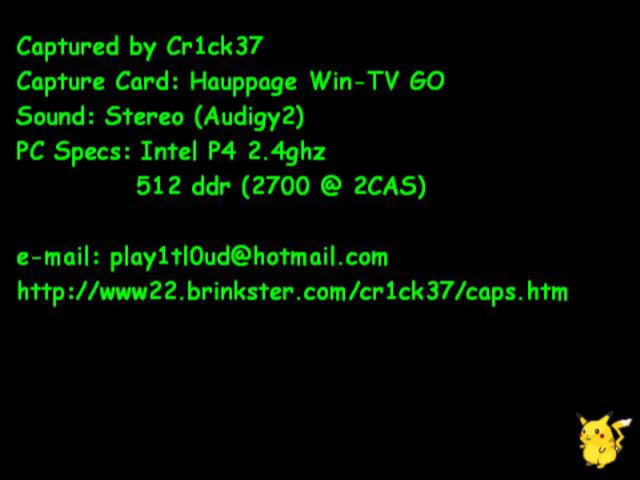 Captured by Cr1ck37
Capture Card: Hauppage Win-TV GO
Sound: Stereo (Audigy2)
PC Specs: Intel P4 2.4ghz
512 ddr (2700 @ 2CAS)
e-mail: play1tl0ud@hotmail.com
http://www22.brinkster.com/cr1ck37/caps.htm